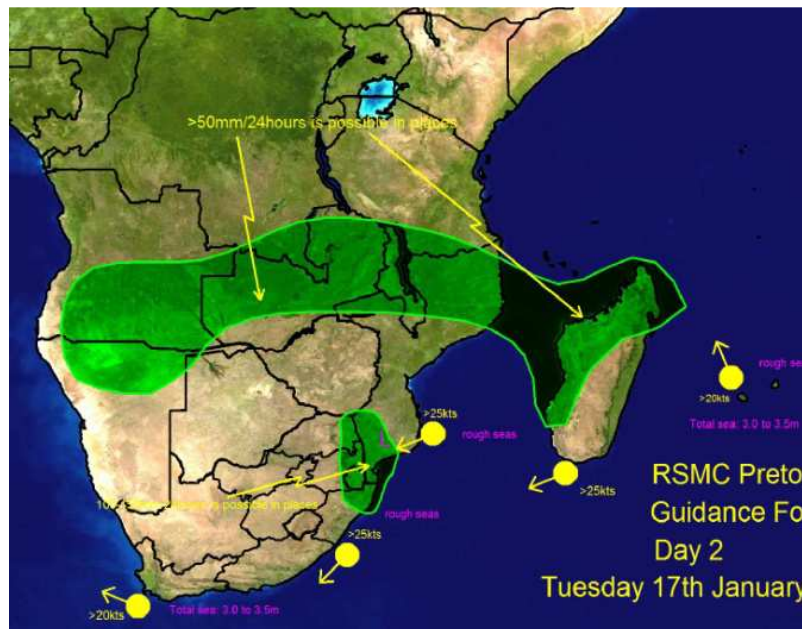 >50mm/24hours is possible in places
rough sea
>20kts
Total sea: 3.0 to 3.5m
>25kts
L
rough seas
RSMC Preto
>25kts
is possible in places
Guidance Fo
rough seas
>25kts
Day 2
Tuesday 17th January
>20kts
Total sea: 3.0 to 3.5m